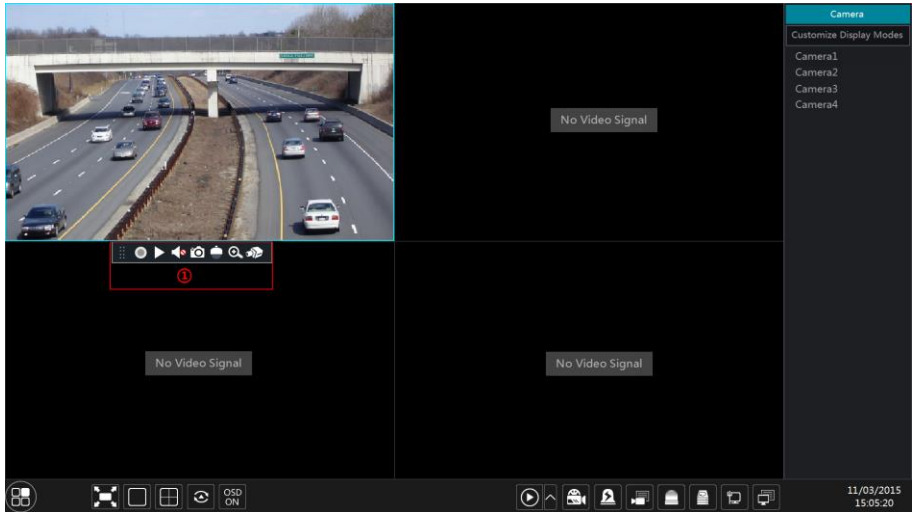 Camera
Customize Display Modes
Camera1
Camera2
Camera3
Camera4
No Video Signal
①
No Video Signal
No Video Signal
OSD
ON
11/03/2015
15:05:20